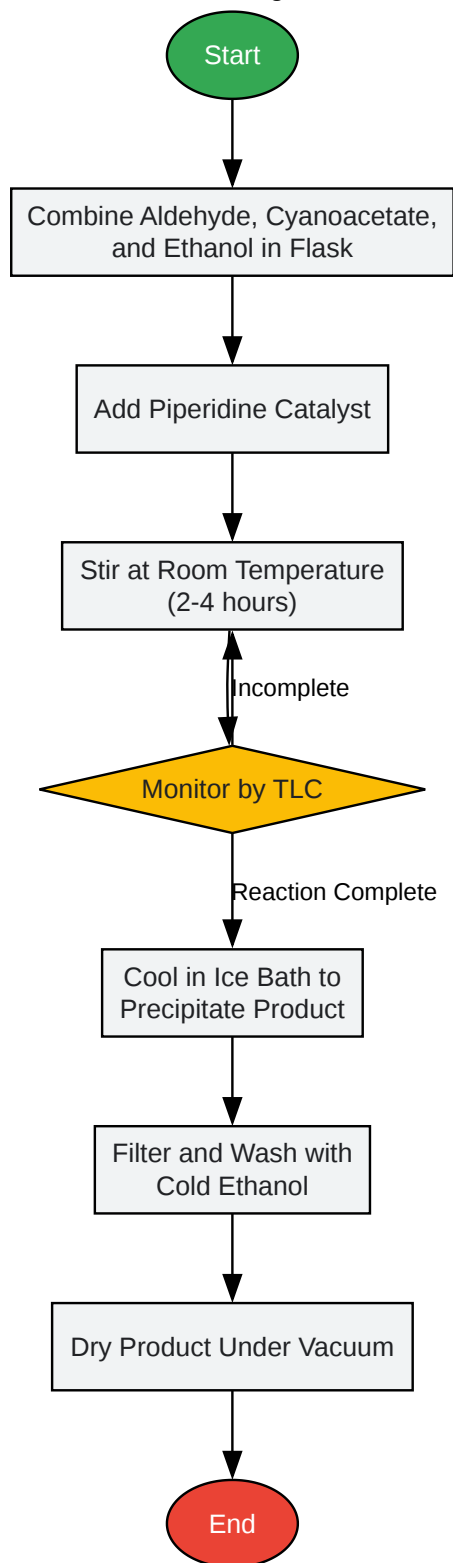 Start
Combine Aldehyde, Cyanoacetate,
and Ethanol in Flask
Add Piperidine Catalyst
Stir at Room Temperature
(2-4 hours)
Incomplete
Monitor by TLC
Reaction Complete
Cool in Ice Bath to
Precipitate Product
Filter and Wash with
Cold Ethanol
Dry Product Under Vacuum
End